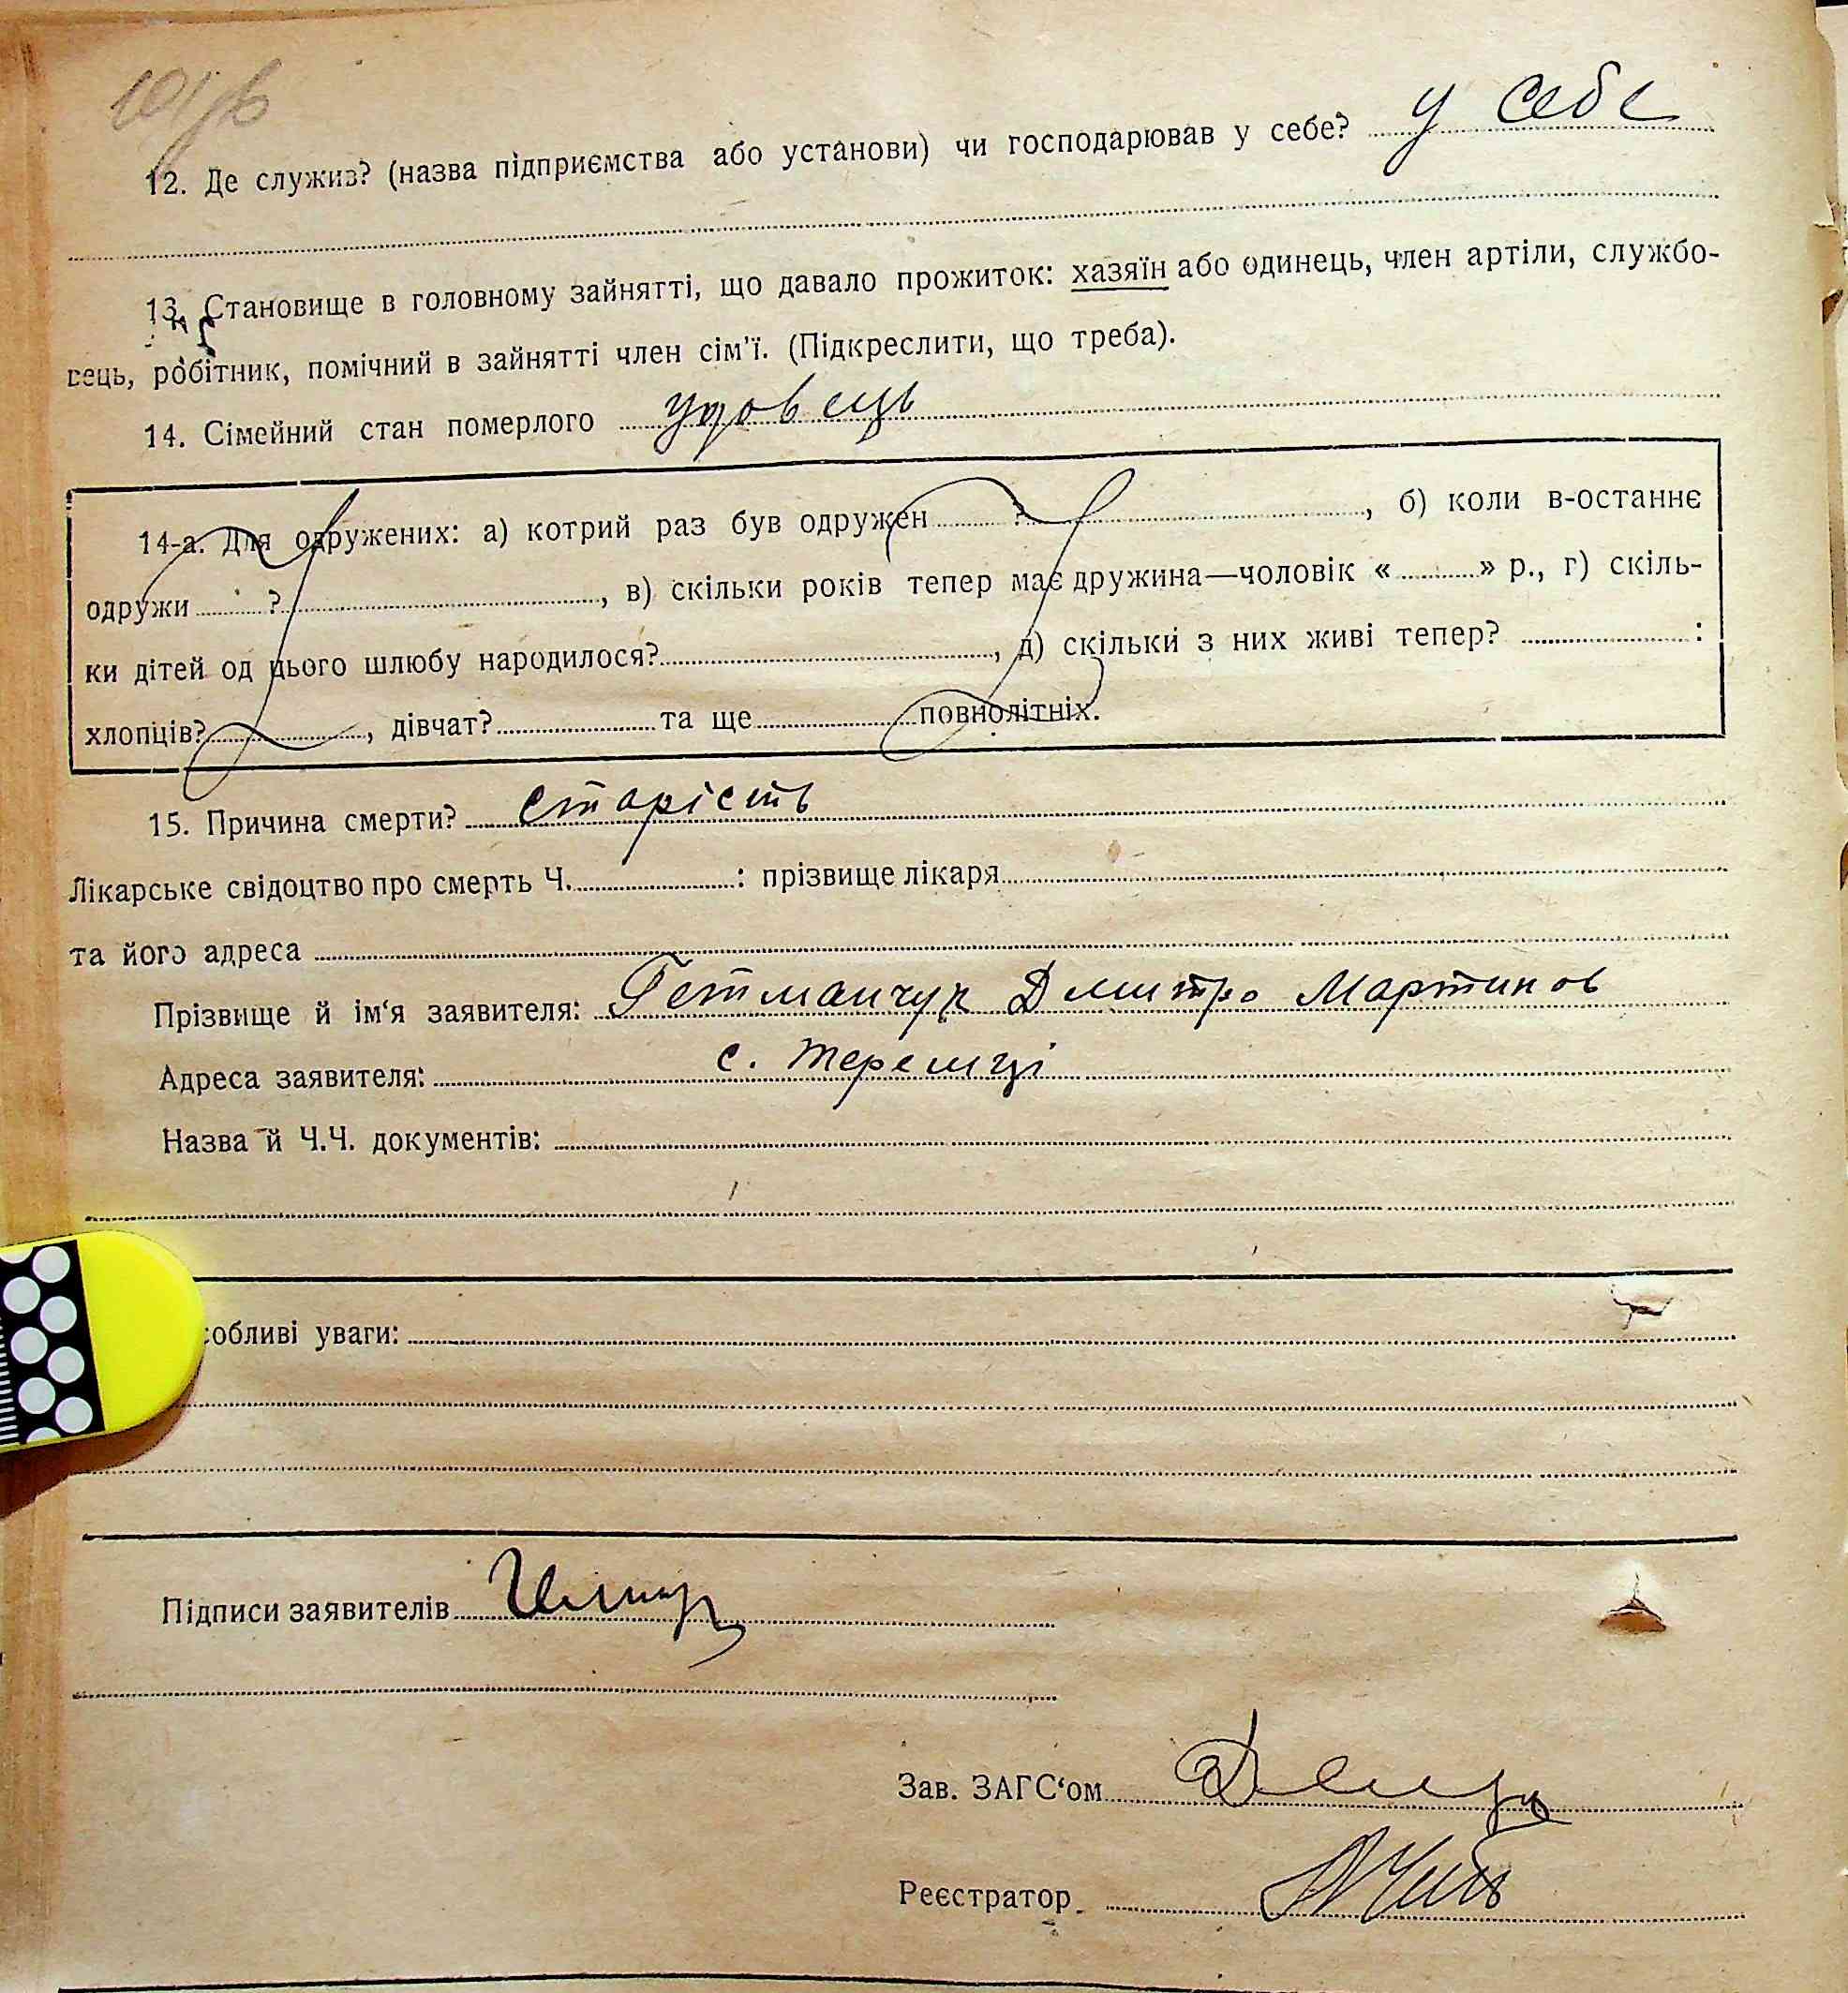 12. Де служив? (назва підприємства або установи) чи господарював у себе? у себе
13. Становище в головному зайнятті, що давало прожиток: хазяїн або одинець, член артіли, службо-
вець, робітник, помічний в зайнятті член сім'ї. (Підкреслити, що треба).
14. Сімейний стан померлого удовець
14-а. Для одружених: а) котрий раз був одружен ? , б) коли в-останнє
одружи ? , в) скільки років тепер має дружина—чоловік « » р., г) скіль-
ки дітей од цього шлюбу народилося? , д) скільки з них живі тепер? :
хлопців? , дівчат? та ще повнолітніх.
15. Причина смерти? старість
Лікарське свідоцтво про смерть Ч. : прізвище лікаря
та його адреса
Прізвище й ім‘я заявителя: Гетманчук Дмитро Мартинов
Адреса заявителя: с. Теремці
Назва й Ч.Ч. документів:
собливі уваги:
Підписи заявителів
Зав. ЗАГС‘ом
Реєстратор